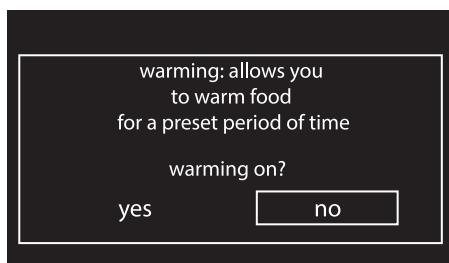 warming: allows you
to warm food
for a preset period of time
warming on?
yes no